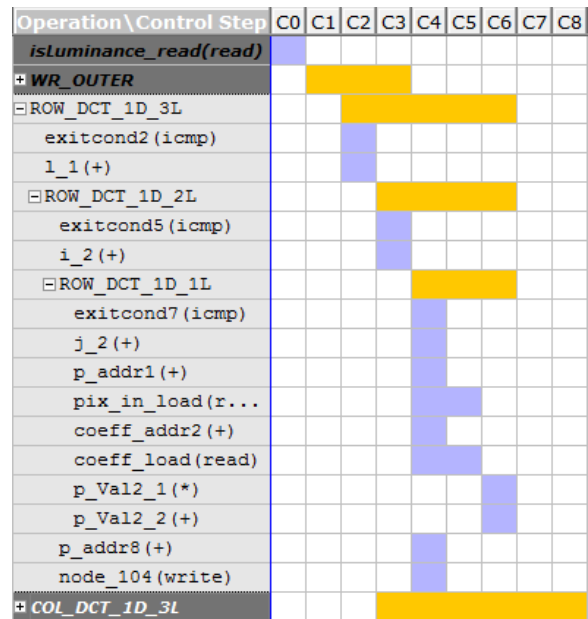 Operation\Control Step C0 C1 C2 C3 C4 C5 C6 C7 C8
isLuminance_read(read)
WR_OUTER
ROW_DCT_1D_3L
exitcond2(icmp)
l_1(+)
ROW_DCT_1D_2L
exitcond5(icmp)
i_2(+)
ROW_DCT_1D_1L
exitcond7(icmp)
j_2(+)
p_addr1(+)
pix_in_load(r...
coeff_addr2(+)
coeff_load(read)
p_Val2_1(*)
p_Val2_2(+)
p_addr8(+)
node_104(write)
COL_DCT_1D_3L